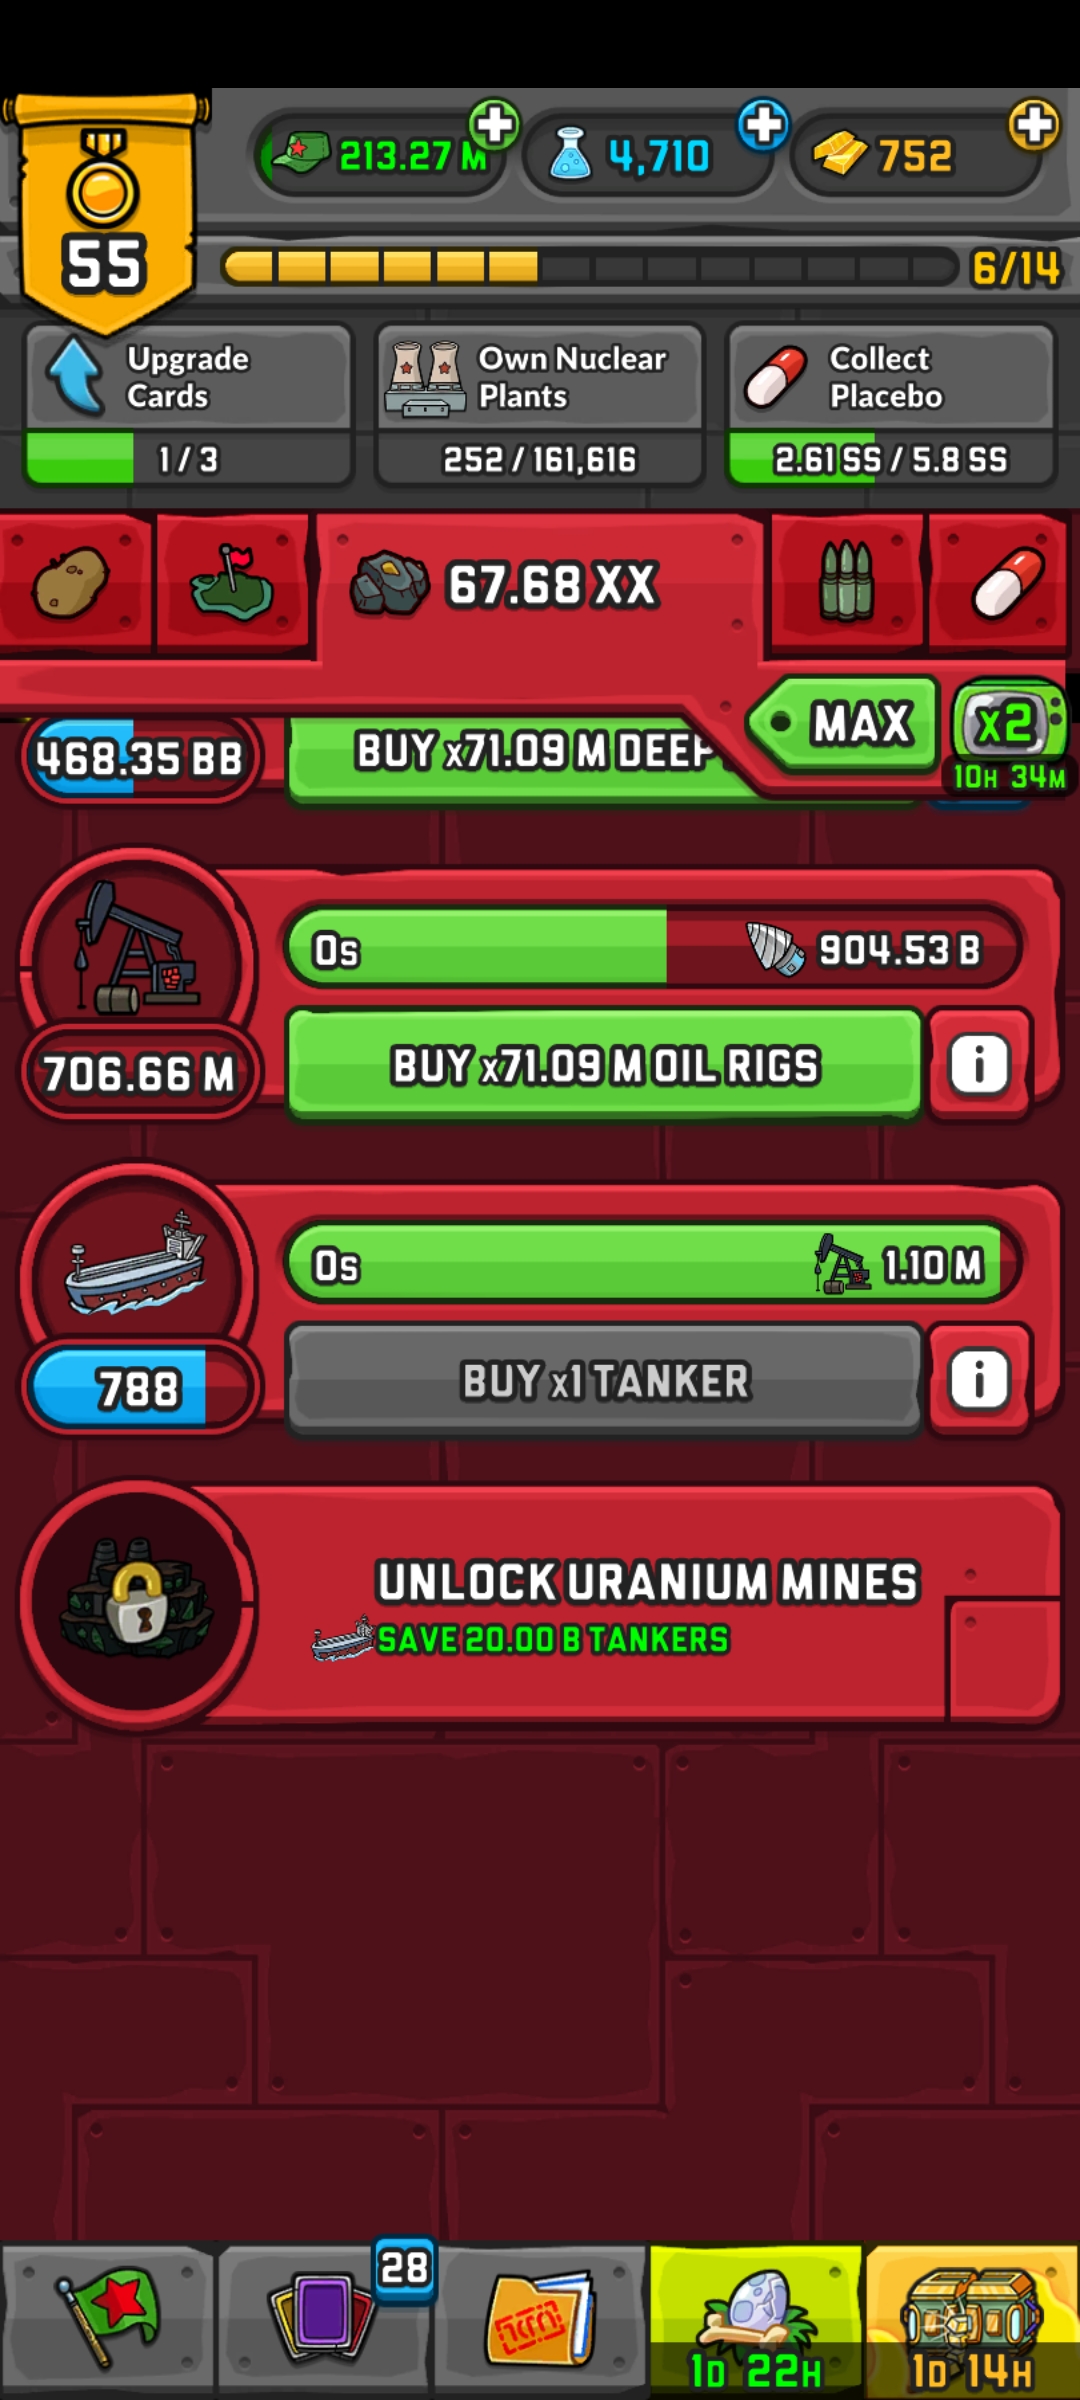 213.27 M
4,710
752
55
6/14
Upgrade
Cards
1 / 3
Own Nuclear
Plants
252 / 161,616
Collect
Placebo
2.61 SS / 5.8 SS
67.68 XX
MAX
x2
10H 34M
468.35 BB
BUY x71.09 M DEEP
0s
904.53 B
706.66 M
BUY x71.09 M OIL RIGS
i
0s
1.10 M
788
BUY x1 TANKER
i
UNLOCK URANIUM MINES
SAVE 20.00 B TANKERS
28
1D 22H
1D 14H